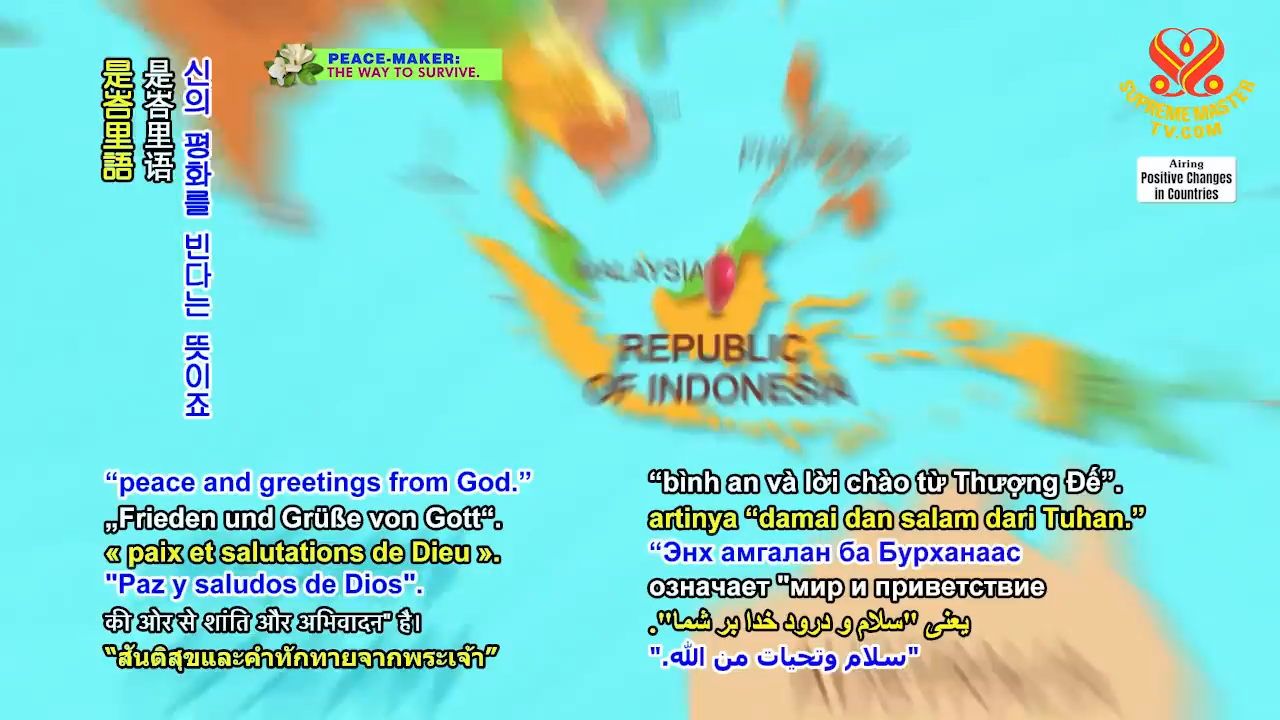 是峇里語
是峇里语
신의 평화를 빈다는 뜻이죠
PEACE-MAKER:
THE WAY TO SURVIVE.
SUPREME MASTER
TV.COM
Airing
Positive Changes
in Countries
MALAYSIA
REPUBLIC
OF INDONESIA
“peace and greetings from God.”
„Frieden und Grüße von Gott“.
« paix et salutations de Dieu ».
"Paz y saludos de Dios".
की ओर से शांति और अभिवादन" है।
“สันติสุขและคำทักทายจากพระเจ้า”
“bình an và lời chào từ Thượng Đế”.
artinya “damai dan salam dari Tuhan.”
“Энх амгалан ба Бурханаас
означает "мир и приветствие
یعنی "سلام و درود خدا بر شما".
"سلام وتحيات من الله."